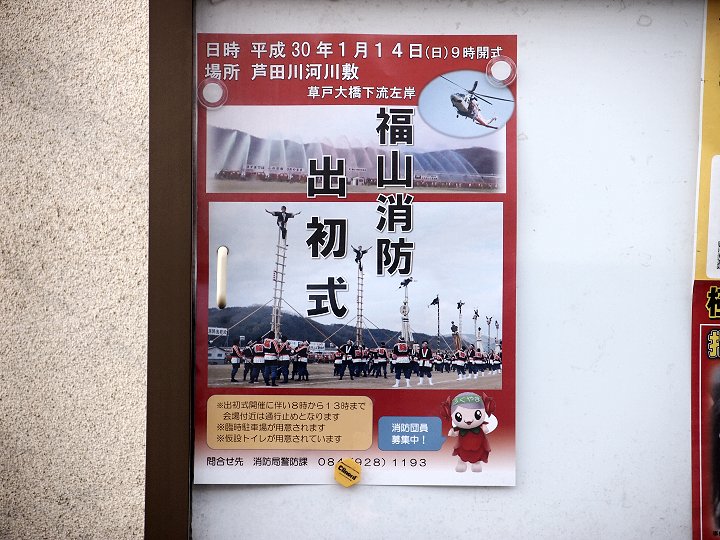 日時 平成30年1月14日(日)9時開式
場所 芦田川河川敷
草戸大橋下流左岸
福山消防
出初式
※出初式開催に伴い8時から13時まで
会場付近は通行止めとなります
※臨時駐車場が用意されます
※仮設トイレが用意されています
消防団員
募集中!
問合せ先 消防局警防課 084(928)1193